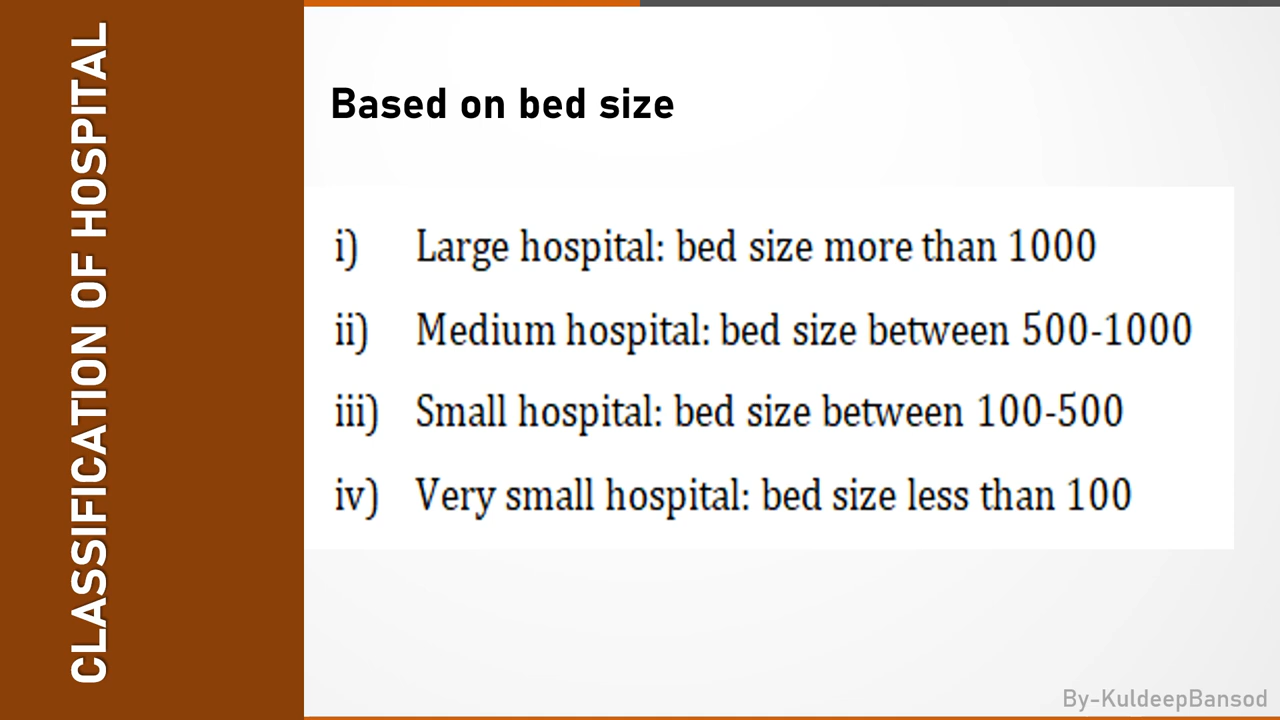 CLASSIFICATION OF HOSPITAL
Based on bed size
i) Large hospital: bed size more than 1000
ii) Medium hospital: bed size between 500-1000
iii) Small hospital: bed size between 100-500
iv) Very small hospital: bed size less than 100
By-KuldeepBansod